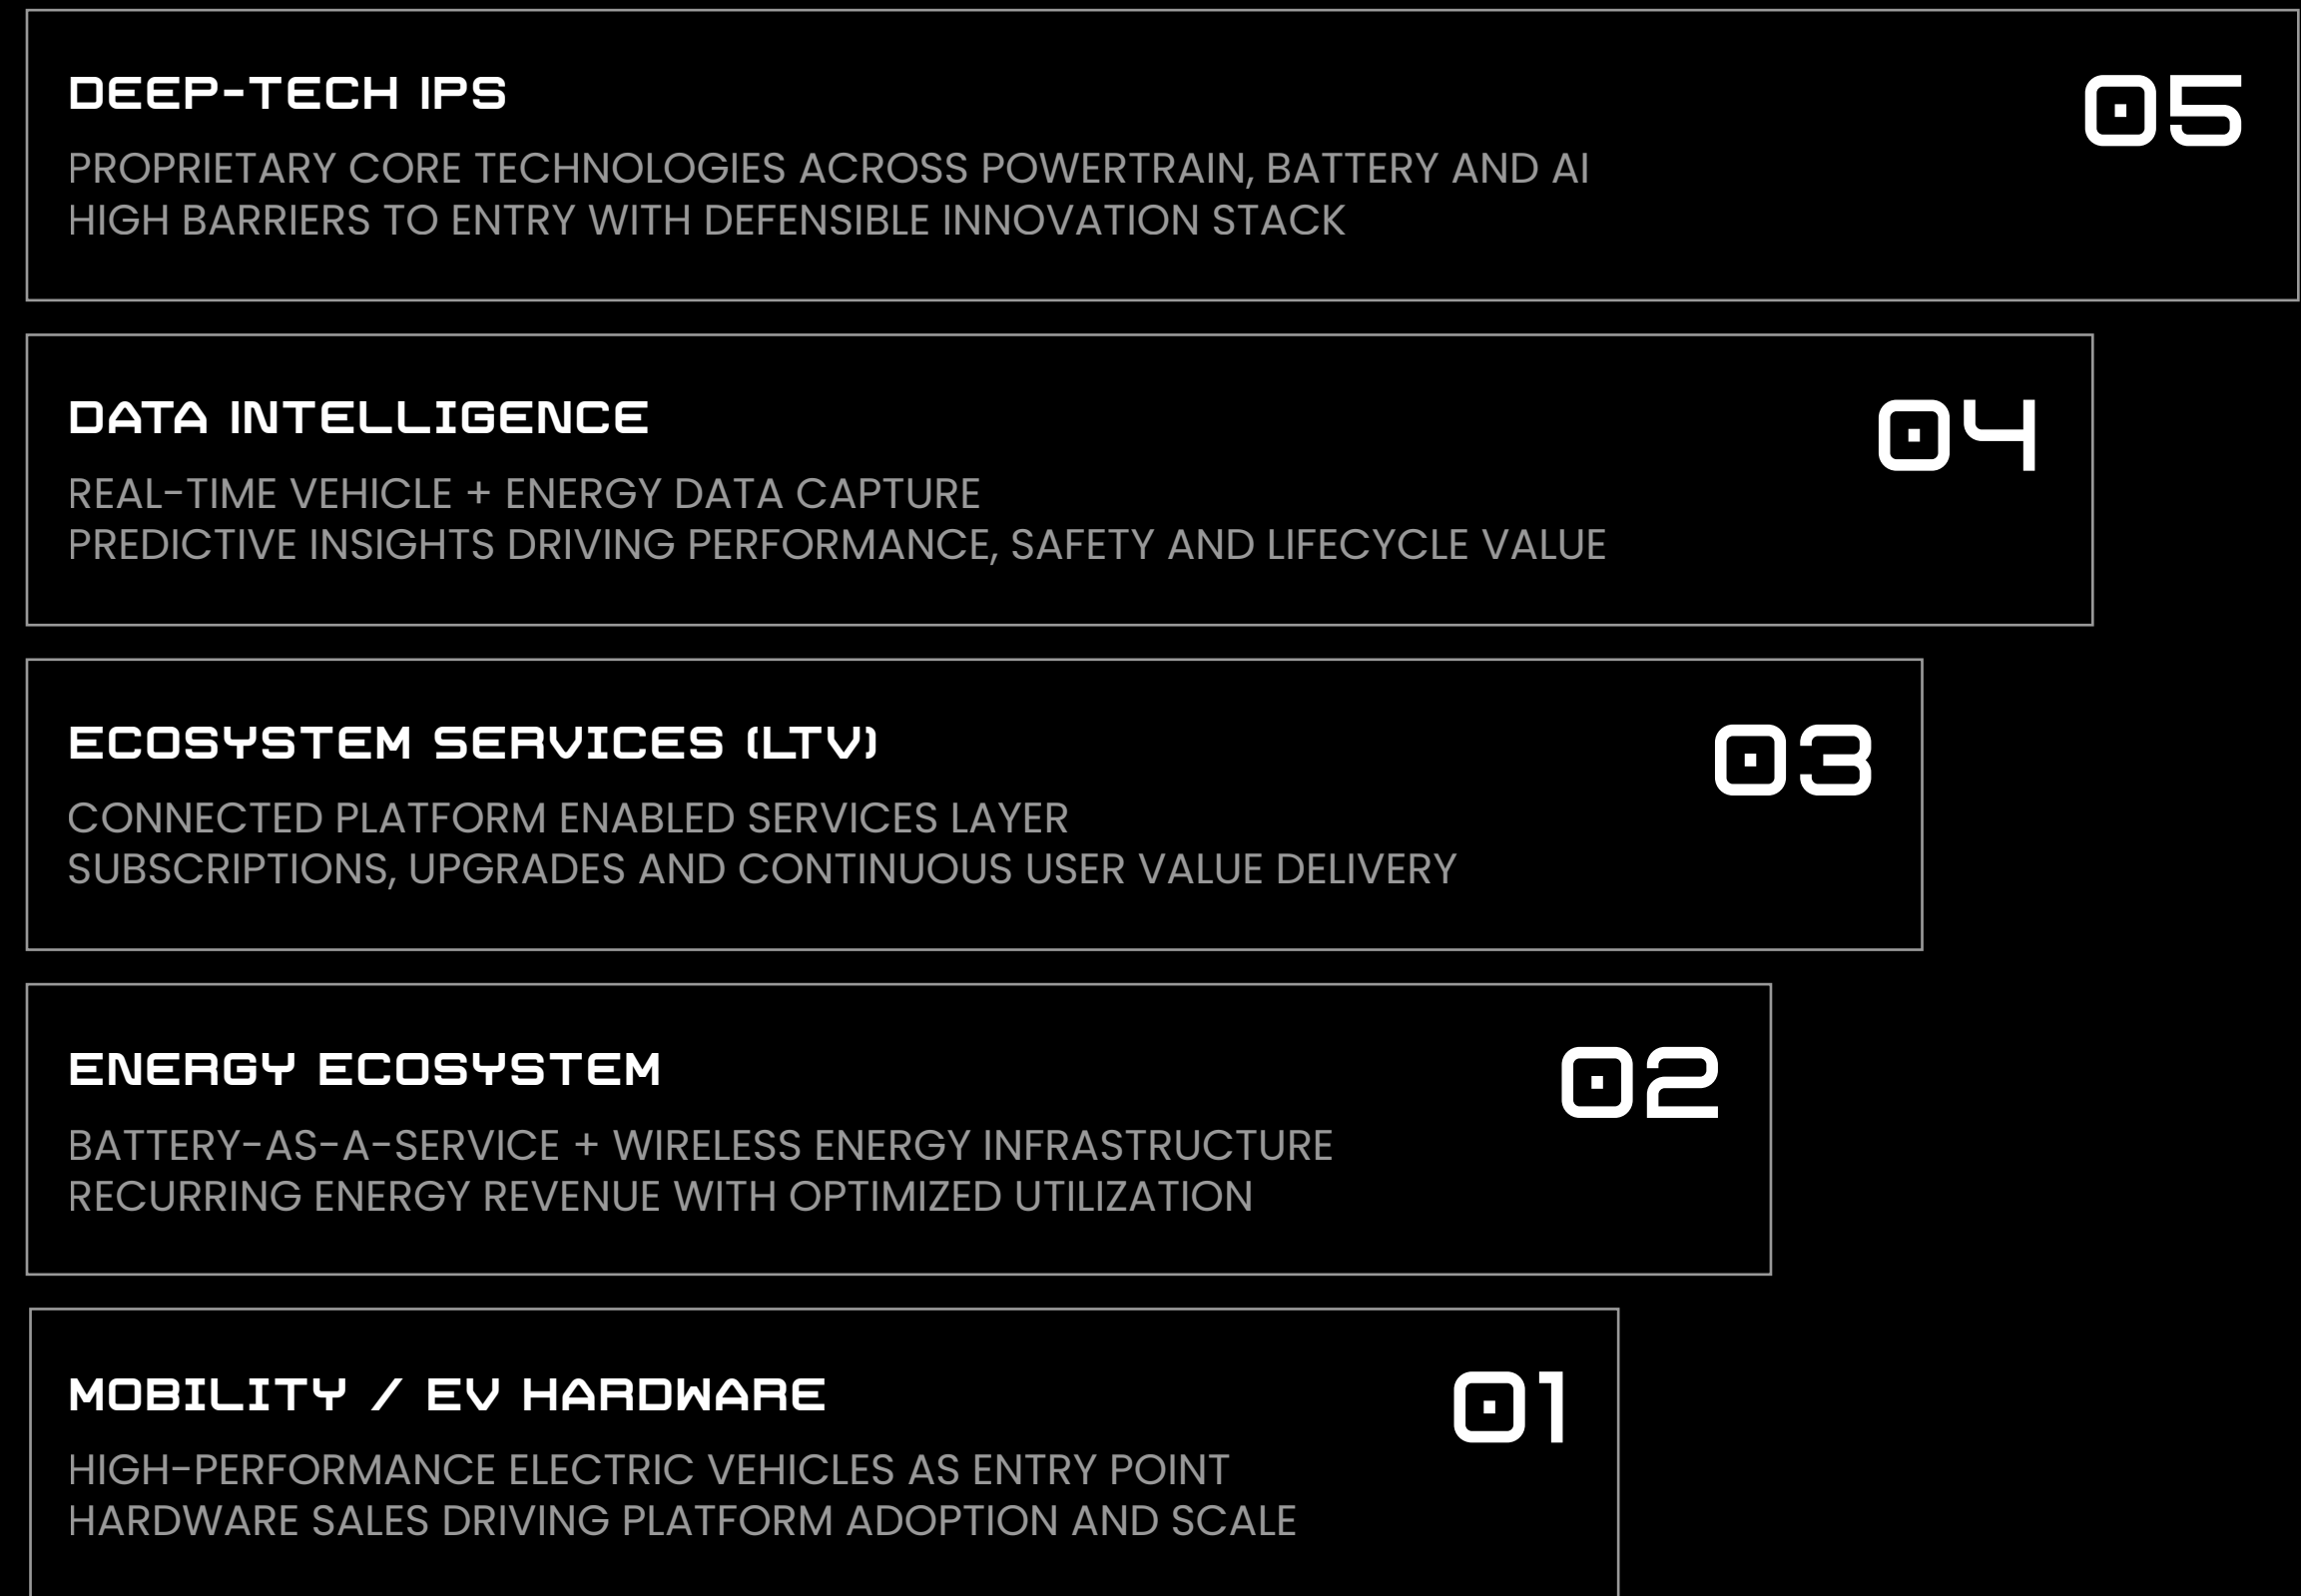 DEEP-TECH IPS
05
PROPRIETARY CORE TECHNOLOGIES ACROSS POWERTRAIN, BATTERY AND AI
HIGH BARRIERS TO ENTRY WITH DEFENSIBLE INNOVATION STACK
DATA INTELLIGENCE
04
REAL-TIME VEHICLE + ENERGY DATA CAPTURE
PREDICTIVE INSIGHTS DRIVING PERFORMANCE, SAFETY AND LIFECYCLE VALUE
ECOSYSTEM SERVICES (LTV)
03
CONNECTED PLATFORM ENABLED SERVICES LAYER
SUBSCRIPTIONS, UPGRADES AND CONTINUOUS USER VALUE DELIVERY
ENERGY ECOSYSTEM
02
BATTERY-AS-A-SERVICE + WIRELESS ENERGY INFRASTRUCTURE
RECURRING ENERGY REVENUE WITH OPTIMIZED UTILIZATION
MOBILITY / EV HARDWARE
01
HIGH-PERFORMANCE ELECTRIC VEHICLES AS ENTRY POINT
HARDWARE SALES DRIVING PLATFORM ADOPTION AND SCALE